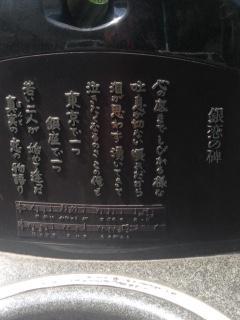 銀恋の碑
心の底までしびれる様な
吐息が切ない囁きだから
泪が思わず湧いてきて
泣きたくなるのさこの俺も
東京で一つ
銀座で一つ
若い二人が始めて逢った
真実の恋の物語り